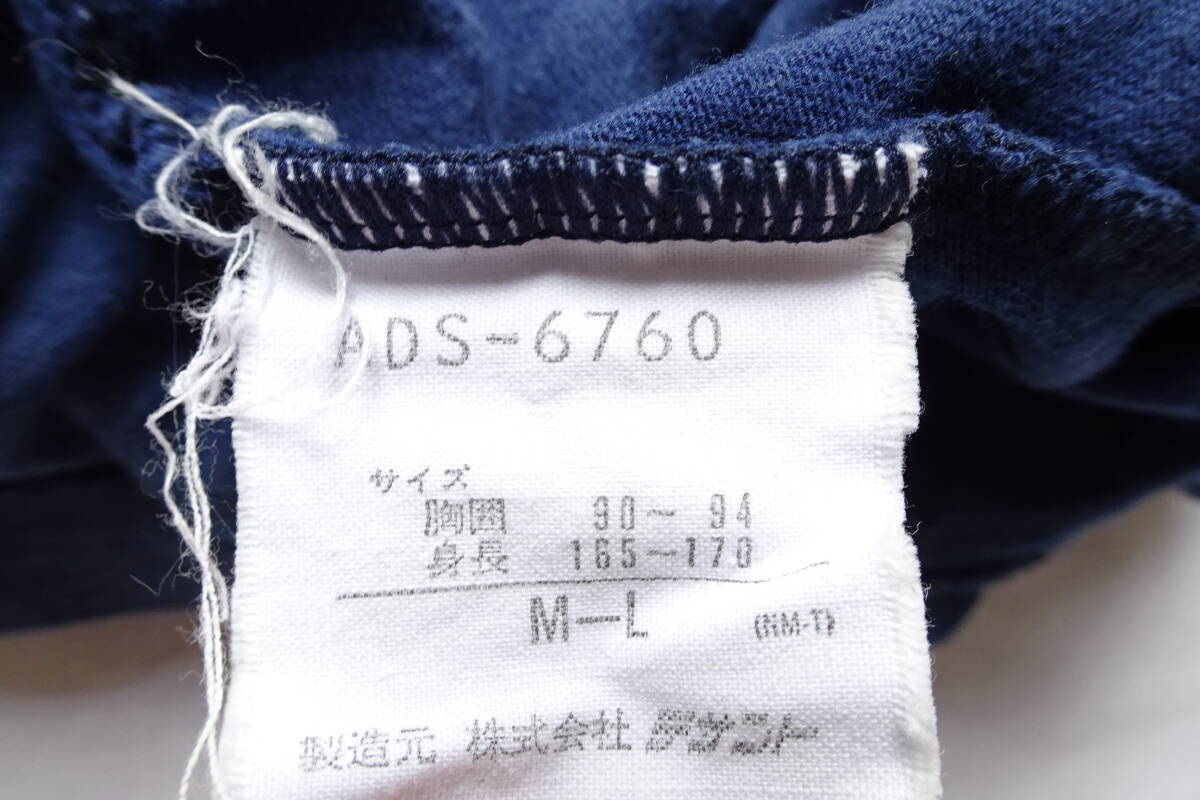 ADS-6760
サイズ
胸囲 90〜94
身長 165〜170
M—L (NM-T)
製造元 株式会社 デサント